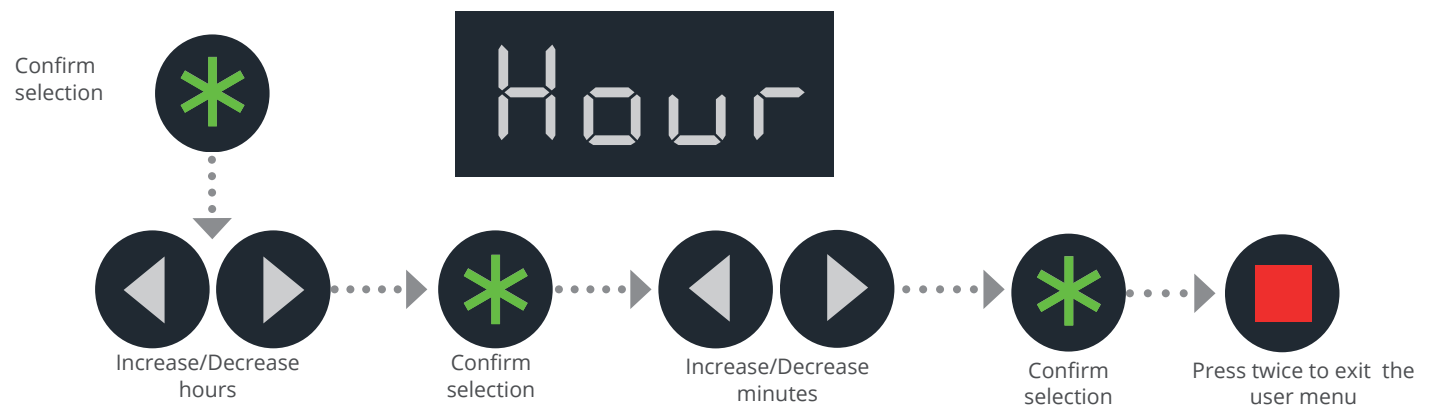 Confirm
selection
Hour
Increase/Decrease
hours
Confirm
selection
Increase/Decrease
minutes
Confirm
selection
Press twice to exit the
user menu